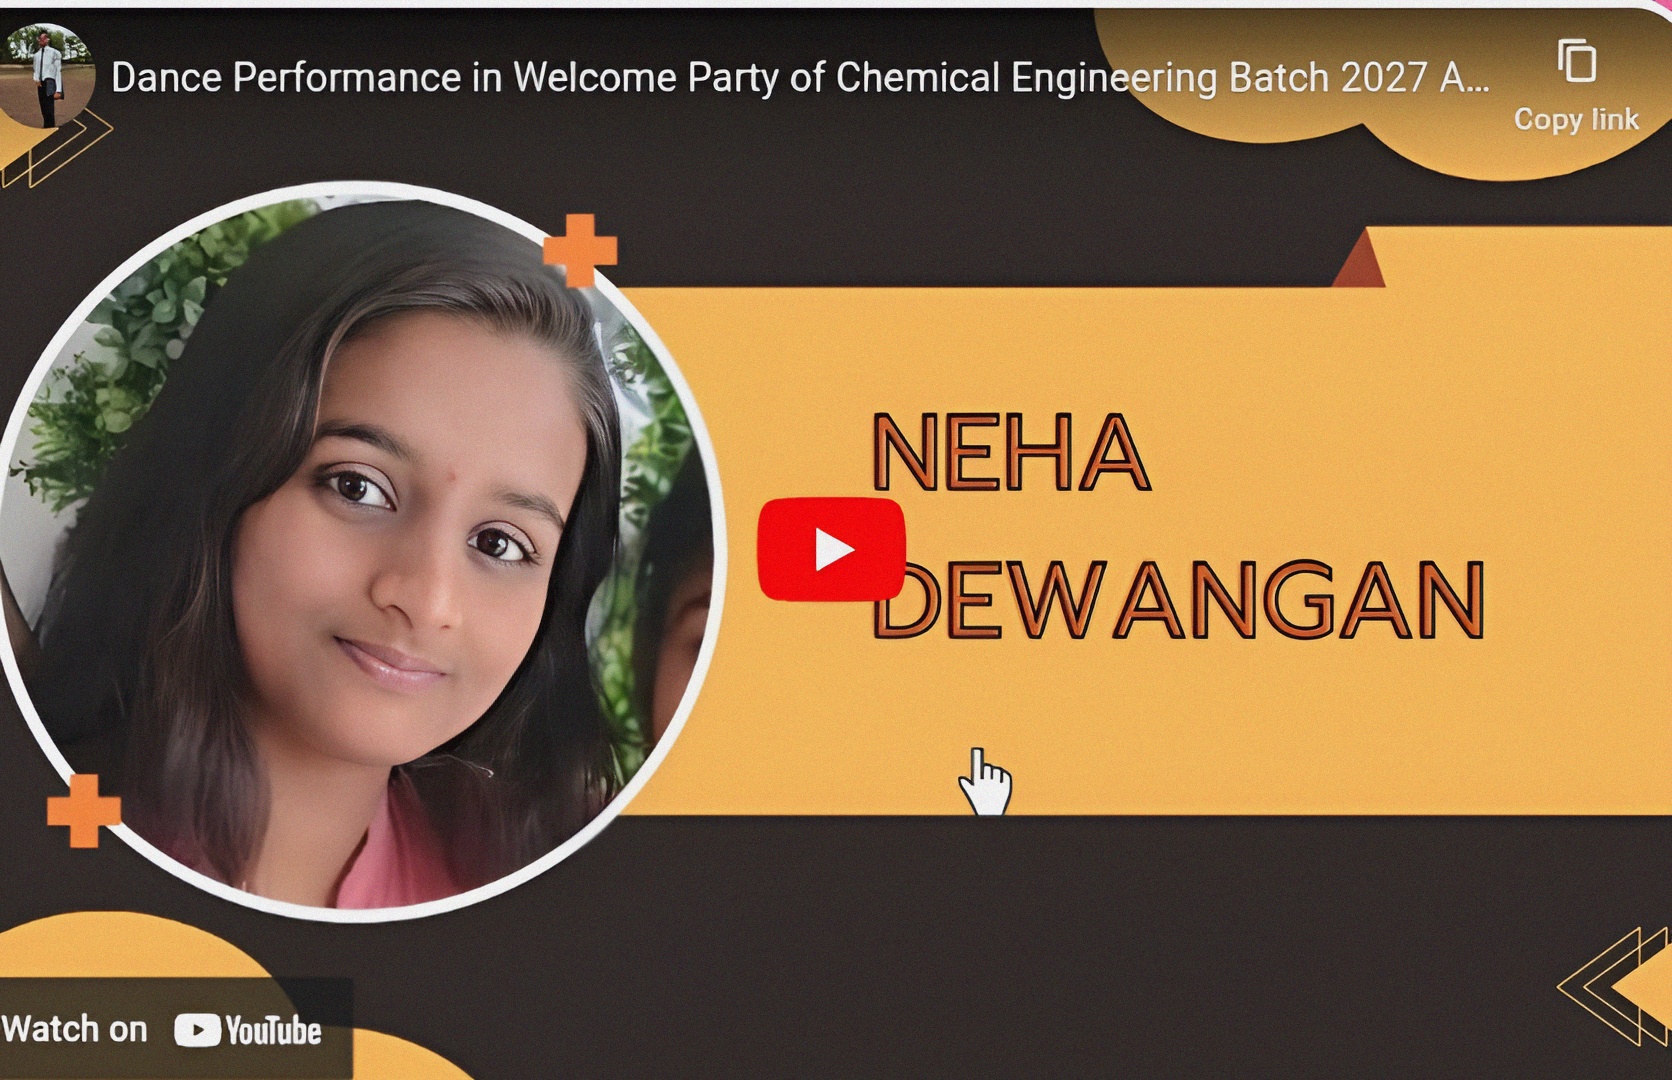 Dance Performance in Welcome Party of Chemical Engineering Batch 2027 A...
Copy link
NEHA
DEWANGAN
Watch on YouTube